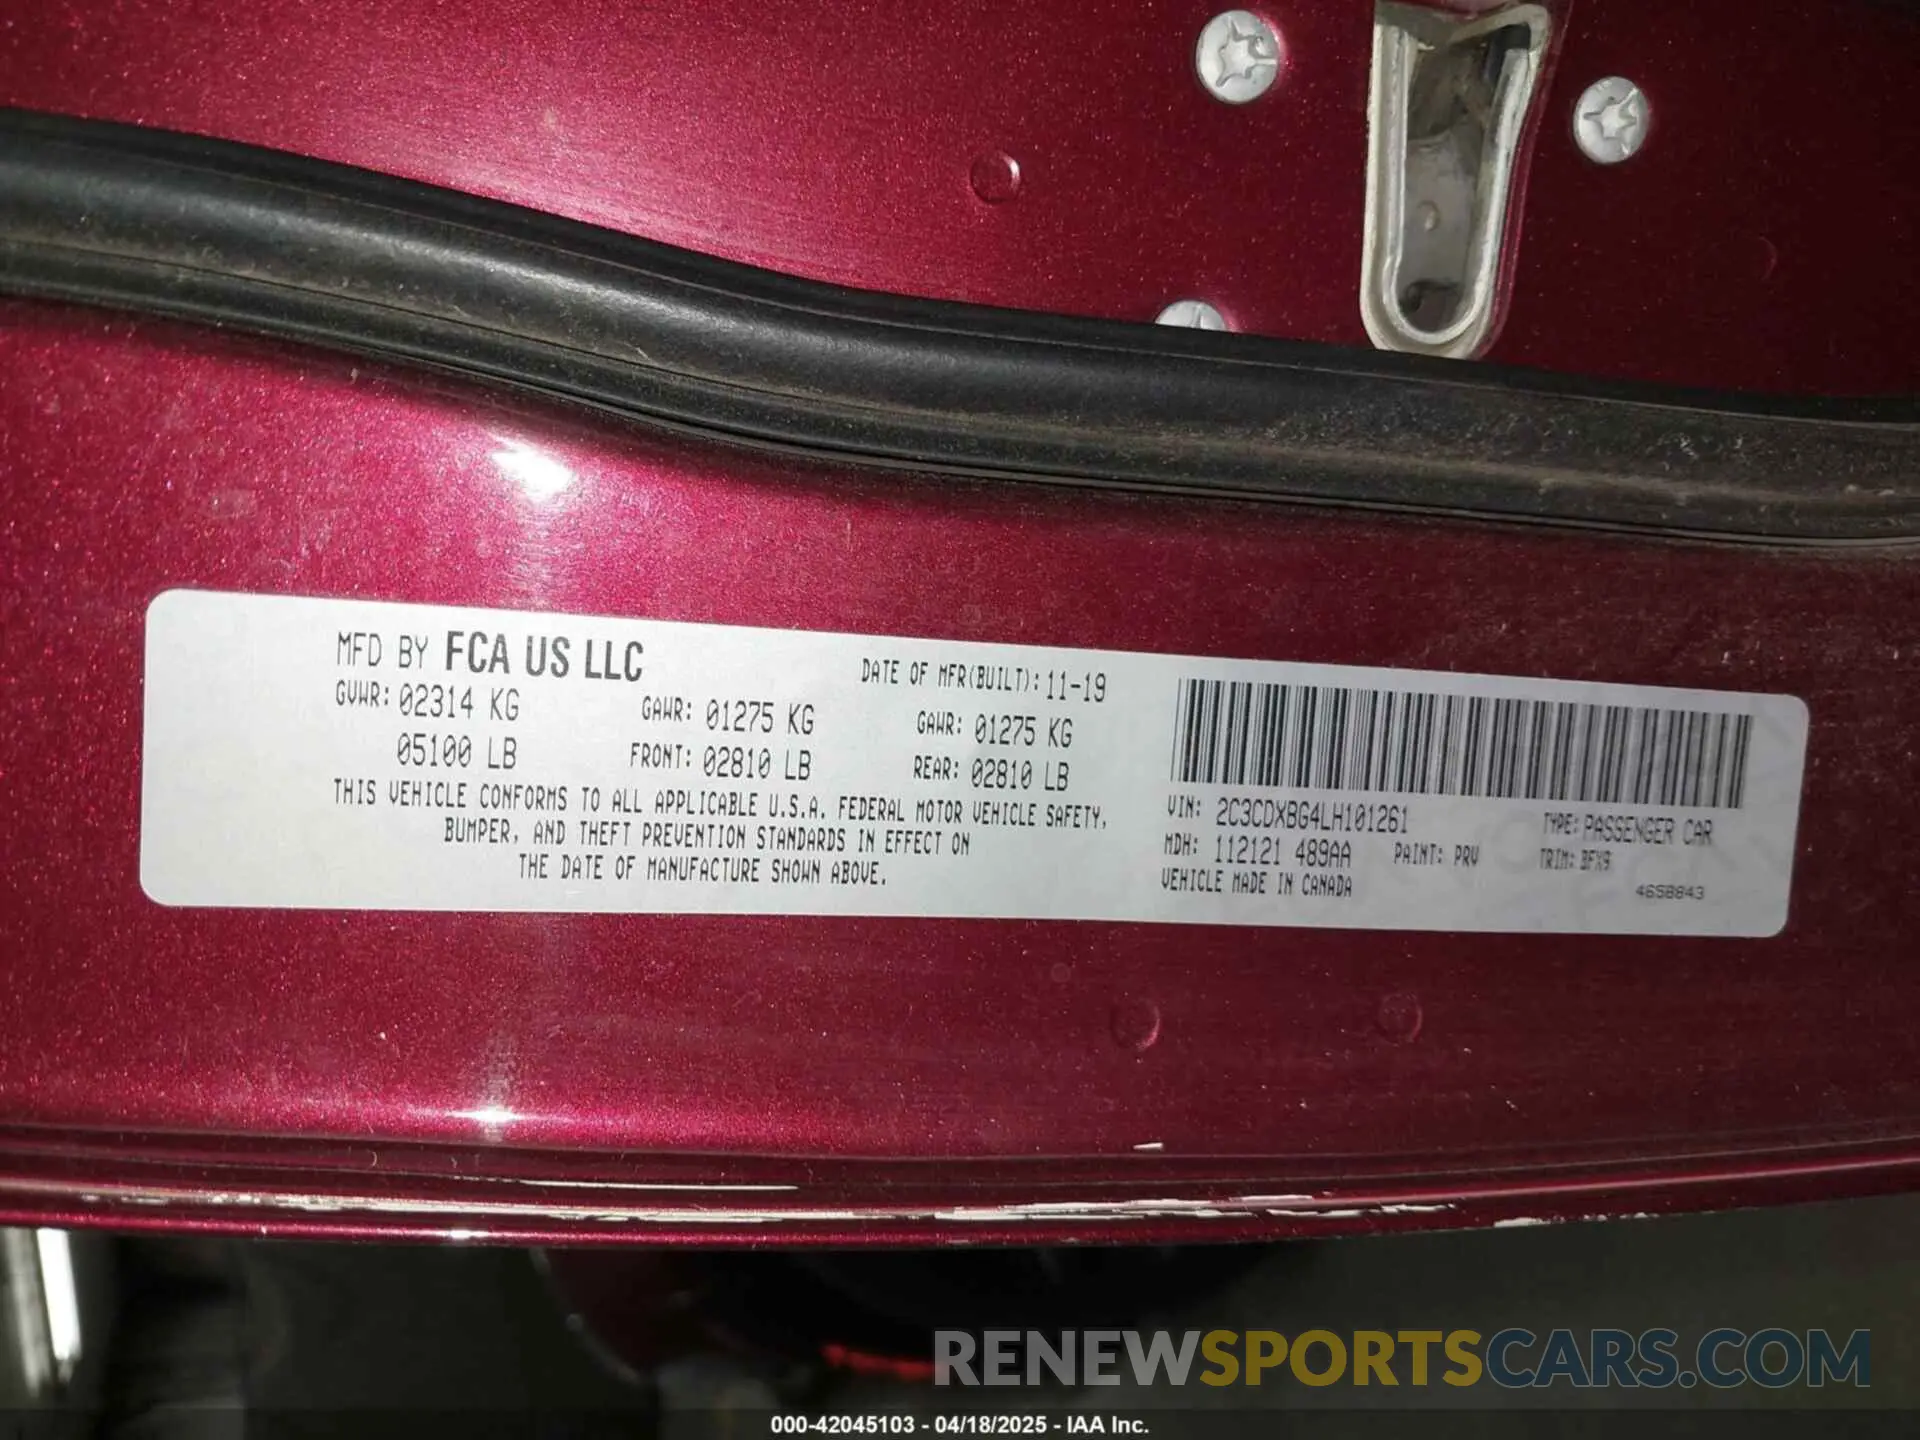 MFD BY FCA US LLC
DATE OF MFR(BUILT): 11-19
GVWR: 02314 KG GAWR: 01275 KG GAWR: 01275 KG
05100 LB FRONT: 02810 LB REAR: 02810 LB
THIS VEHICLE CONFORMS TO ALL APPLICABLE U.S.A. FEDERAL MOTOR VEHICLE SAFETY,
BUMPER, AND THEFT PREVENTION STANDARDS IN EFFECT ON
THE DATE OF MANUFACTURE SHOWN ABOVE.
VIN: 2C3CDXBG4LH101261 TYPE: PASSENGER CAR
MDH: 112121 489AA PAINT: PRV TRIM: BFX9
VEHICLE MADE IN CANADA 4658843
RENEWSPORTSCARS.COM
000-42045103 - 04/18/2025 - IAA Inc.